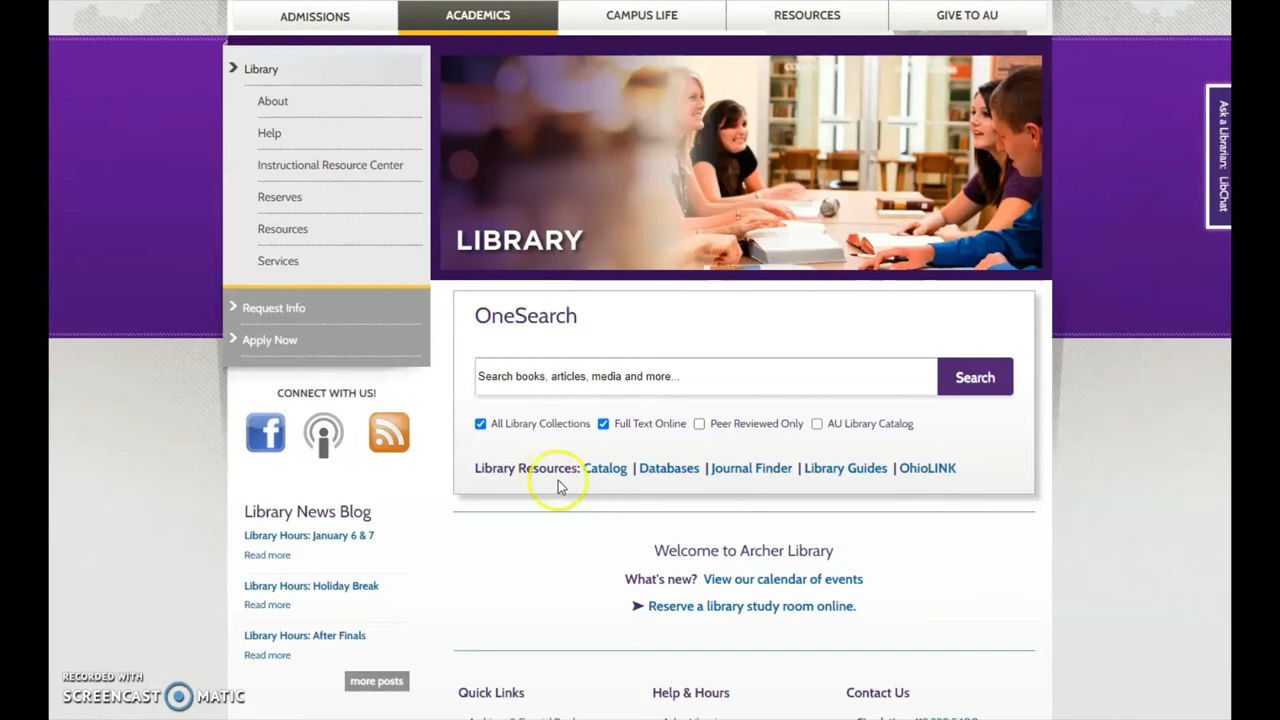 ADMISSIONS
ACADEMICS
CAMPUS LIFE
RESOURCES
GIVE TO AU
Library
About
Help
Instructional Resource Center
Reserves
Resources
Services
Request Info
Apply Now
CONNECT WITH US!
Library News Blog
Library Hours: January 6 & 7
Read more
Library Hours: Holiday Break
Read more
Library Hours: After Finals
Read more
more posts
LIBRARY
OneSearch
Search books, articles, media and more...
Search
All Library Collections Full Text Online Peer Reviewed Only AU Library Catalog
Library Resources: Catalog | Databases | Journal Finder | Library Guides | OhioLINK
Welcome to Archer Library
What's new? View our calendar of events
➤ Reserve a library study room online.
Quick Links
Help & Hours
Contact Us
Ask a Librarian: LibChat
RECORDED WITH
SCREENCAST MATIC